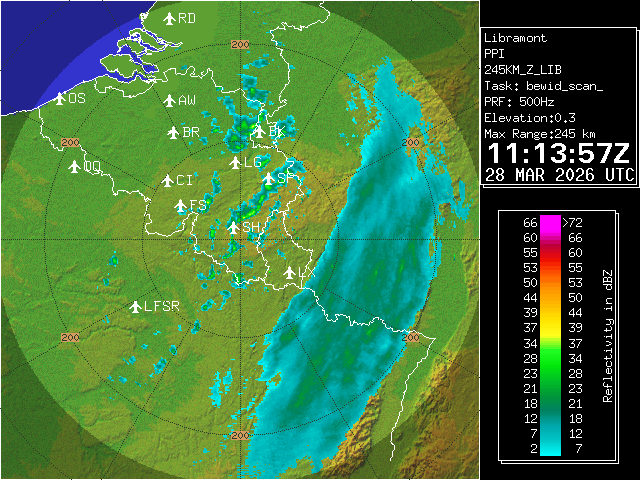 RD
200
OS
AW
BR
BK
200
200
QQ
LG
CI
SP
FS
SH
LX
LFSR
200
200
200
Libramont
PPI
245KM_Z_LIB
Task: bewid_scan_
PRF: 500Hz
Elevation:0.3
Max Range:245 km
11:13:57Z
28 MAR 2026 UTC
66 >72
60 66
55 60
53 55
50 53
44 50
39 44
37 39
34 37
28 34
23 28
21 23
18 21
12 18
7 12
2 7
Reflectivity in dBZ